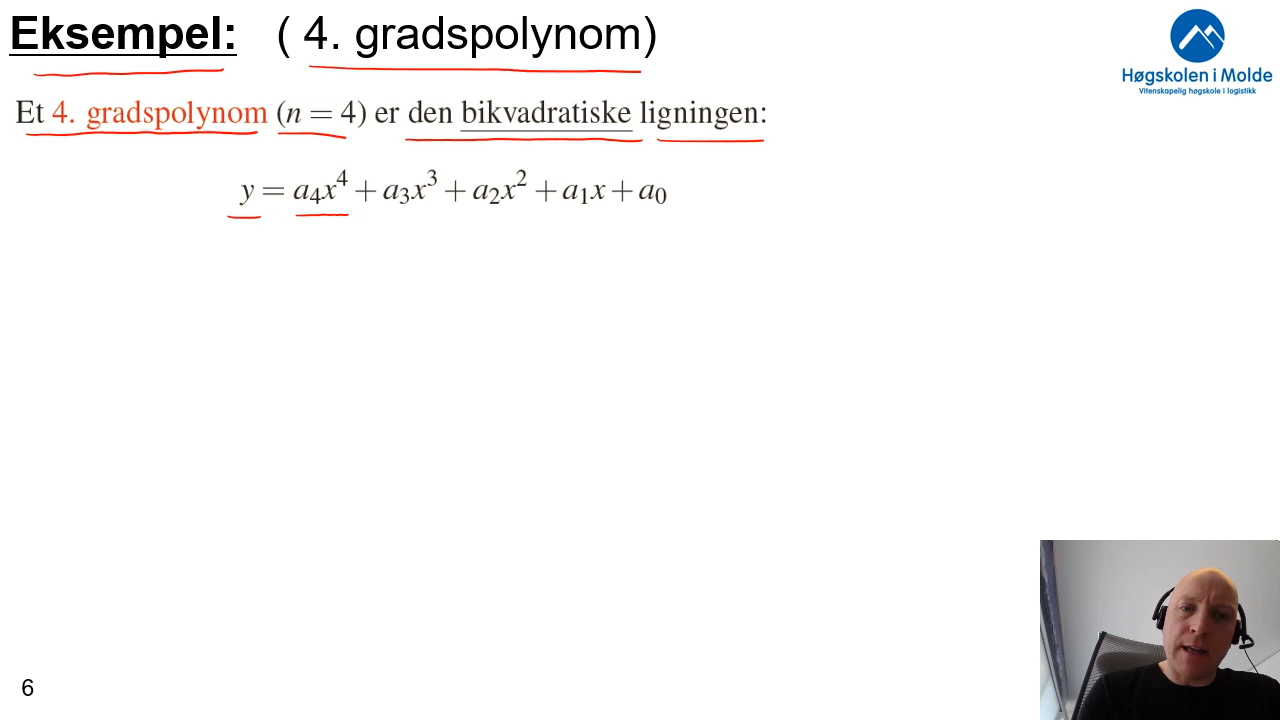 Eksempel: ( 4. gradspolynom)
Høgskolen i Molde
Vitenskapelig høgskole i logistikk
Et 4. gradspolynom (n = 4) er den bikvadratiske ligningen:
y = a₄x⁴ + a₃x³ + a₂x² + a₁x + a₀
6